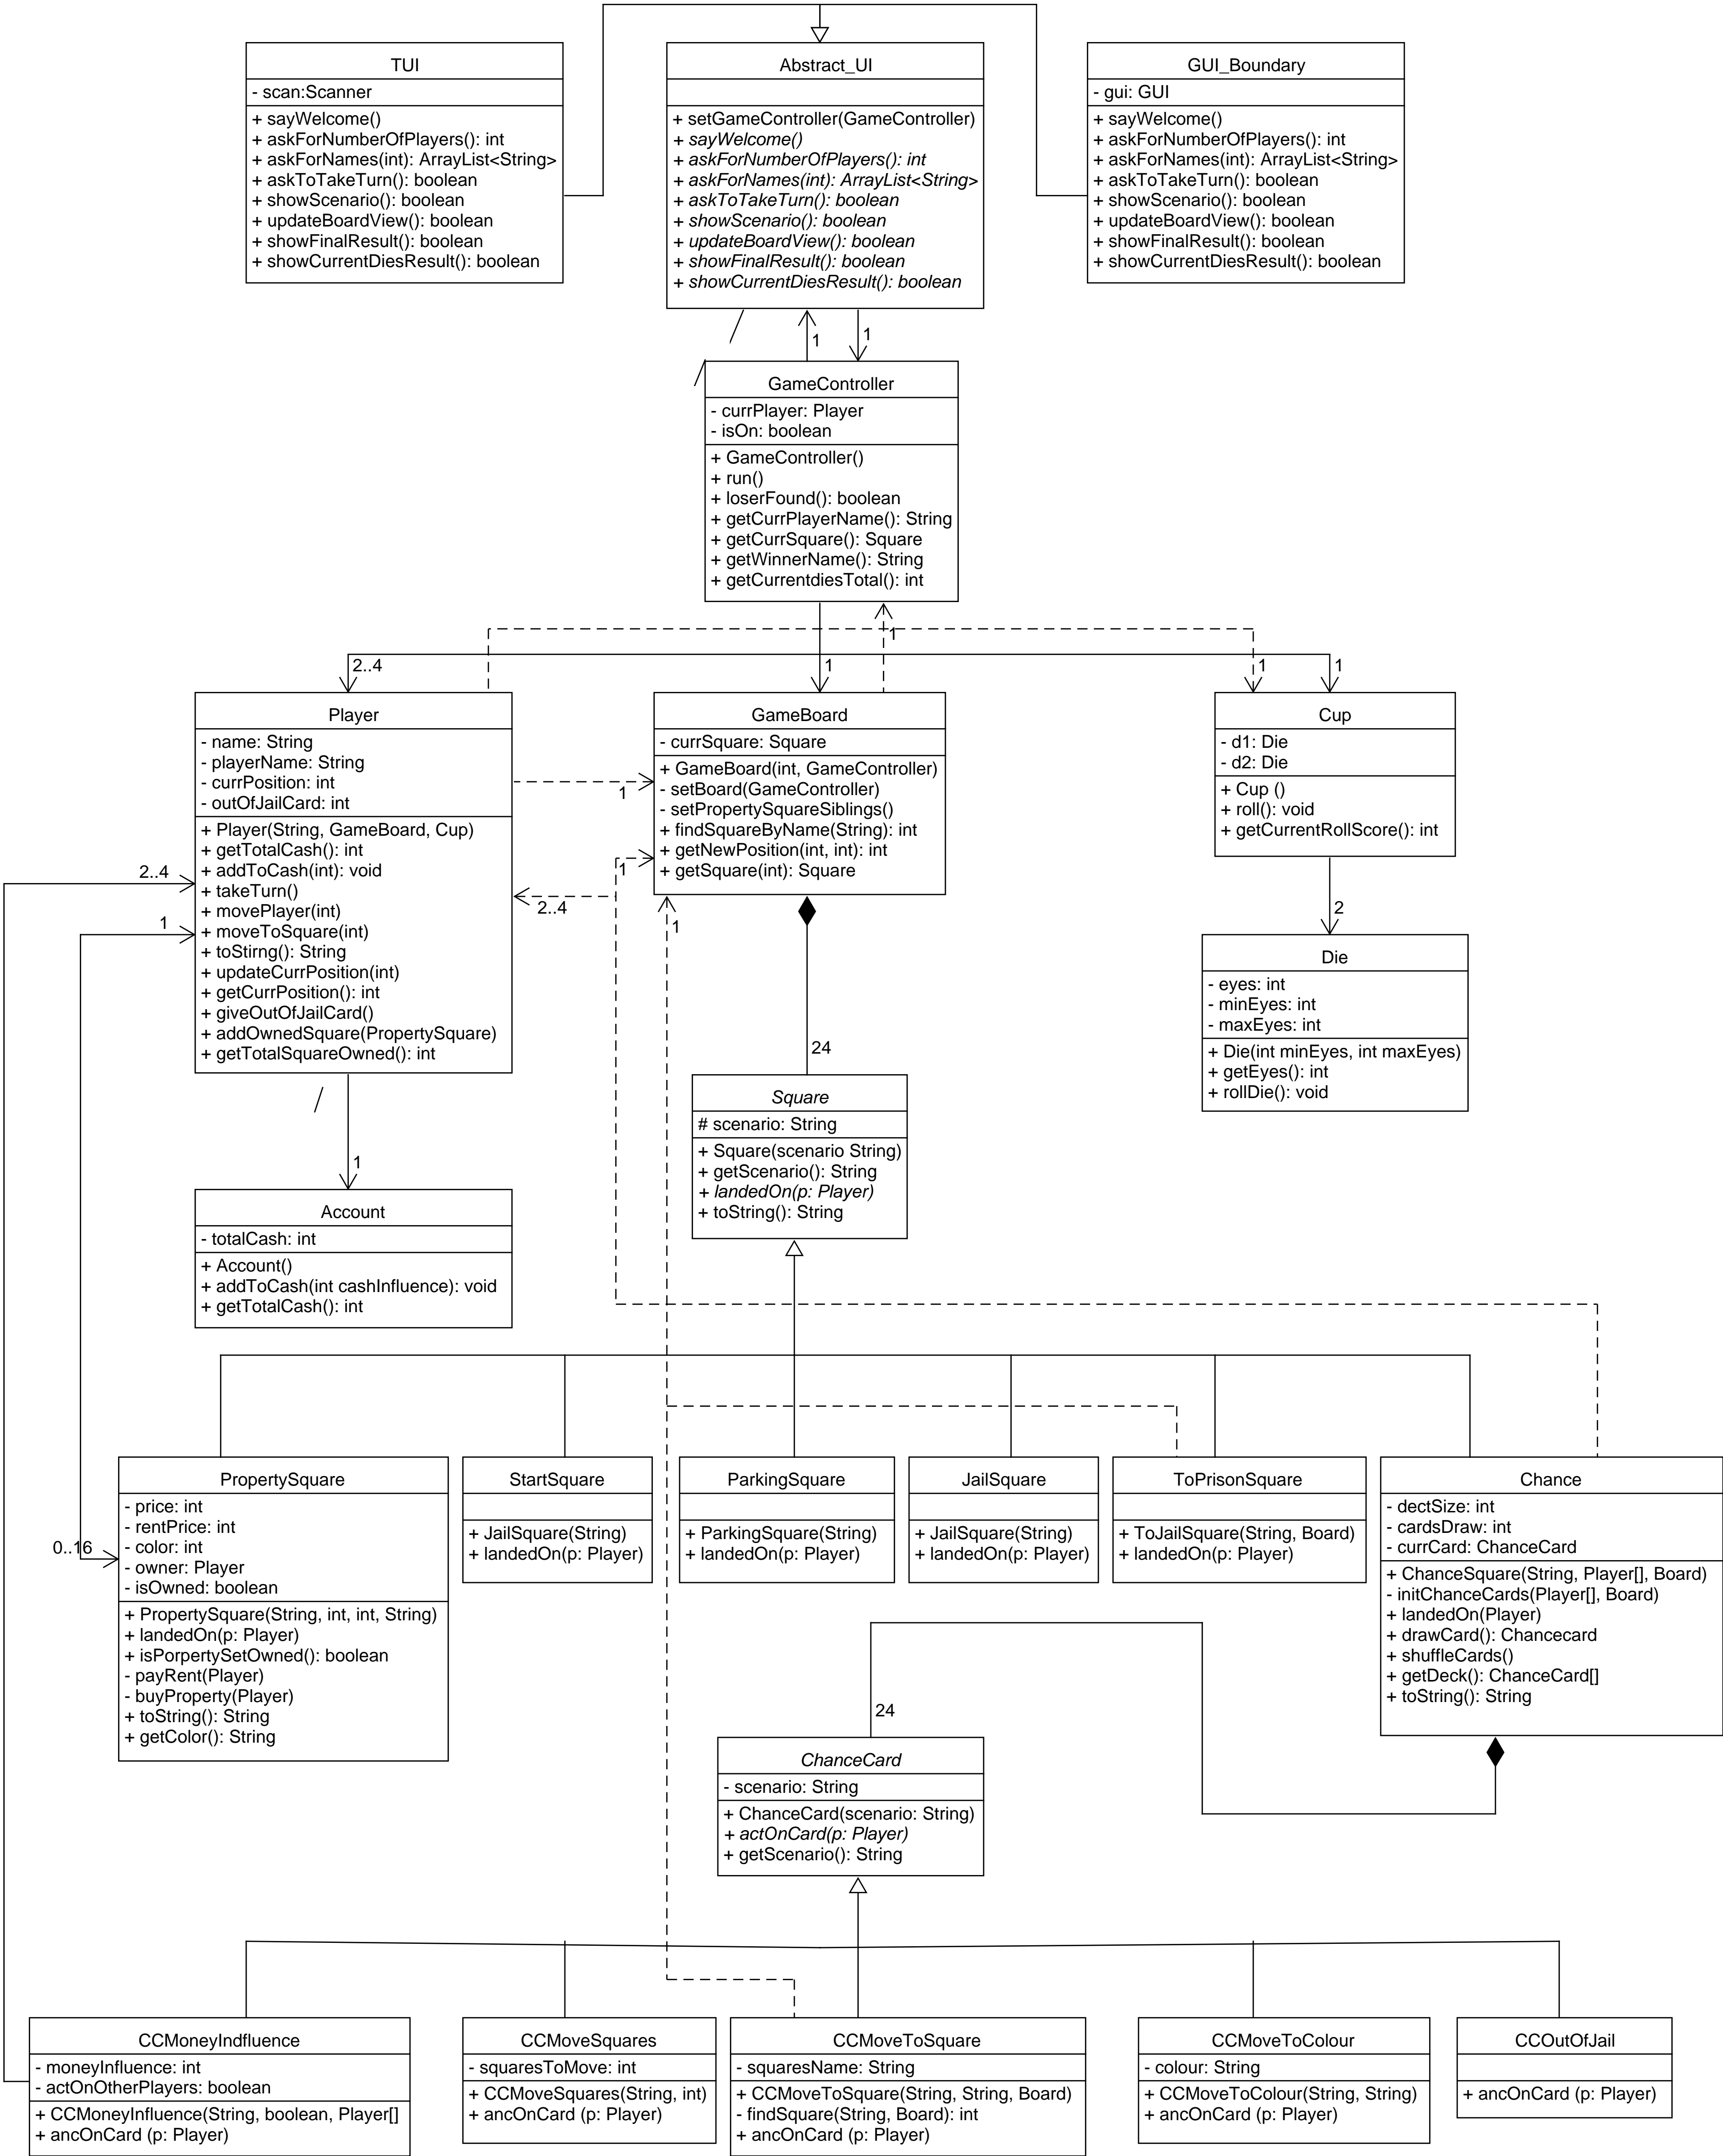 TUI
- scan:Scanner
+ sayWelcome()
+ askForNumberOfPlayers(): int
+ askForNames(int): ArrayList<String>
+ askToTakeTurn(): boolean
+ showScenario(): boolean
+ updateBoardView(): boolean
+ showFinalResult(): boolean
+ showCurrentDiesResult(): boolean
Abstract_UI
+ setGameController(GameController)
+ sayWelcome()
+ askForNumberOfPlayers(): int
+ askForNames(int): ArrayList<String>
+ askToTakeTurn(): boolean
+ showScenario(): boolean
+ updateBoardView(): boolean
+ showFinalResult(): boolean
+ showCurrentDiesResult(): boolean
GUI_Boundary
- gui: GUI
+ sayWelcome()
+ askForNumberOfPlayers(): int
+ askForNames(int): ArrayList<String>
+ askToTakeTurn(): boolean
+ showScenario(): boolean
+ updateBoardView(): boolean
+ showFinalResult(): boolean
+ showCurrentDiesResult(): boolean
1
1
GameController
- currPlayer: Player
- isOn: boolean
+ GameController()
+ run()
+ loserFound(): boolean
+ getCurrPlayerName(): String
+ getCurrSquare(): Square
+ getWinnerName(): String
+ getCurrentdiesTotal(): int
1
2..4
1
1
1
Player
- name: String
- playerName: String
- currPosition: int
- outOfJailCard: int
+ Player(String, GameBoard, Cup)
+ getTotalCash(): int
+ addToCash(int): void
+ takeTurn()
+ movePlayer(int)
+ moveToSquare(int)
+ toStirng(): String
+ updateCurrPosition(int)
+ getCurrPosition(): int
+ giveOutOfJailCard()
+ addOwnedSquare(PropertySquare)
+ getTotalSquareOwned(): int
2..4
1
GameBoard
- currSquare: Square
+ GameBoard(int, GameController)
- setBoard(GameController)
- setPropertySquareSiblings()
+ findSquareByName(String): int
+ getNewPosition(int, int): int
+ getSquare(int): Square
1
1
2..4
1
Cup
- d1: Die
- d2: Die
+ Cup ()
+ roll(): void
+ getCurrentRollScore(): int
2
Die
- eyes: int
- minEyes: int
- maxEyes: int
+ Die(int minEyes, int maxEyes)
+ getEyes(): int
+ rollDie(): void
24
Square
# scenario: String
+ Square(scenario String)
+ getScenario(): String
+ landedOn(p: Player)
+ toString(): String
1
Account
- totalCash: int
+ Account()
+ addToCash(int cashInfluence): void
+ getTotalCash(): int
0..16
PropertySquare
- price: int
- rentPrice: int
- color: int
- owner: Player
- isOwned: boolean
+ PropertySquare(String, int, int, String)
+ landedOn(p: Player)
+ isPorpertySetOwned(): boolean
- payRent(Player)
- buyProperty(Player)
+ toString(): String
+ getColor(): String
StartSquare
+ JailSquare(String)
+ landedOn(p: Player)
ParkingSquare
+ ParkingSquare(String)
+ landedOn(p: Player)
JailSquare
+ JailSquare(String)
+ landedOn(p: Player)
ToPrisonSquare
+ ToJailSquare(String, Board)
+ landedOn(p: Player)
Chance
- dectSize: int
- cardsDraw: int
- currCard: ChanceCard
+ ChanceSquare(String, Player[], Board)
- initChanceCards(Player[], Board)
+ landedOn(Player)
+ drawCard(): Chancecard
+ shuffleCards()
+ getDeck(): ChanceCard[]
+ toString(): String
24
ChanceCard
- scenario: String
+ ChanceCard(scenario: String)
+ actOnCard(p: Player)
+ getScenario(): String
CCMoneyIndfluence
- moneyInfluence: int
- actOnOtherPlayers: boolean
+ CCMoneyInfluence(String, boolean, Player[]
+ ancOnCard (p: Player)
CCMoveSquares
- squaresToMove: int
+ CCMoveSquares(String, int)
+ ancOnCard (p: Player)
CCMoveToSquare
- squaresName: String
+ CCMoveToSquare(String, String, Board)
- findSquare(String, Board): int
+ ancOnCard (p: Player)
CCMoveToColour
- colour: String
+ CCMoveToColour(String, String)
+ ancOnCard (p: Player)
CCOutOfJail
+ ancOnCard (p: Player)